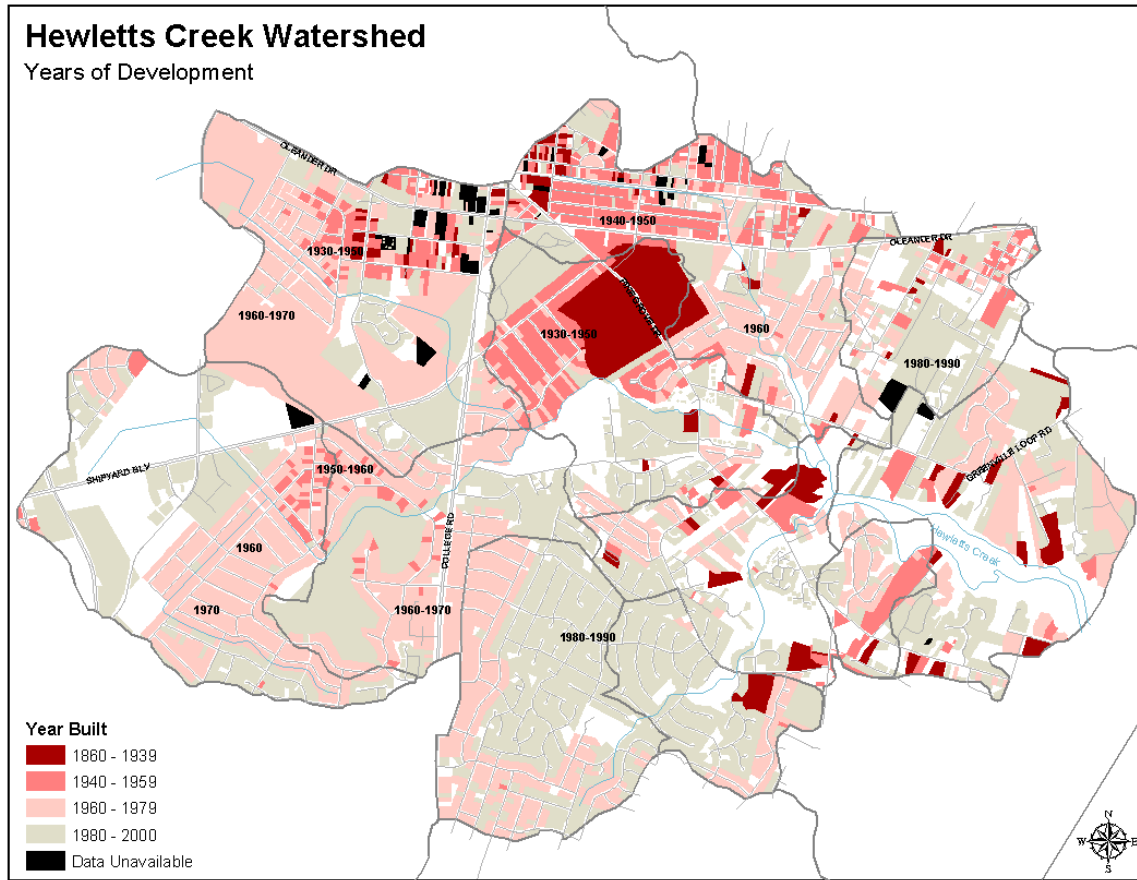 Hewletts Creek Watershed
Years of Development
OLEANDER DR
1940-1950
OLEANDER DR
1930-1950
1960-1970
1930-1950
1960
1980-1990
GREENVILLE LOOP RD
SHIPYARD BLV
1950-1960
COLLEGE RD
Hewletts Creek
1960
1970
1960-1970
1980-1990
Year Built
1860 - 1939
1940 - 1959
1960 - 1979
1980 - 2000
Data Unavailable
N
W E
S